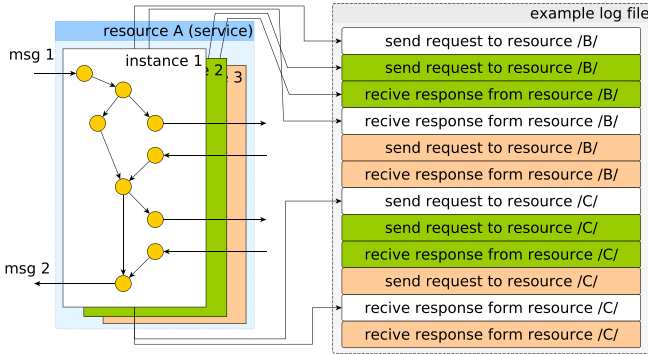 example log file
resource A (service)
msg 1
instance 1
2
3
send request to resource /B/
send request to resource /B/
recive response from resource /B/
recive response form resource /B/
send request to resource /B/
recive response form resource /B/
send request to resource /C/
send request to resource /C/
recive response from resource /C/
send request to resource /C/
recive response form resource /C/
recive response form resource /C/
msg 2